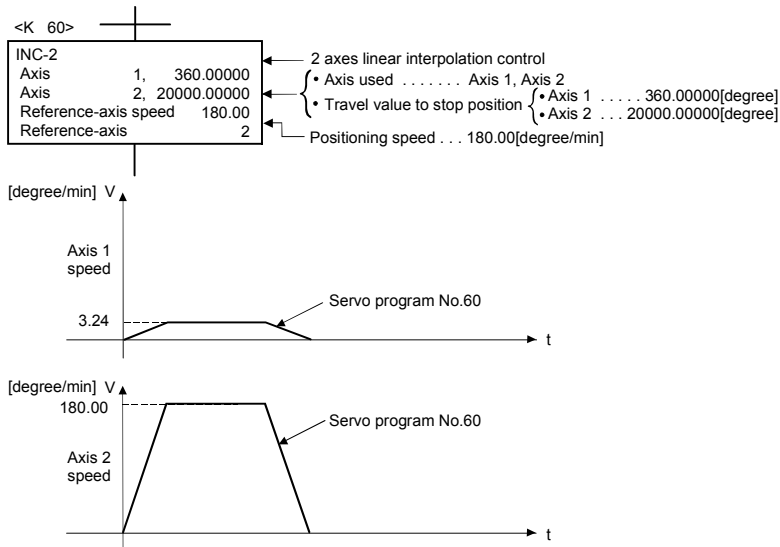 <K 60>
INC-2
Axis 1, 360.00000
Axis 2, 20000.00000
Reference-axis speed 180.00
Reference-axis 2
2 axes linear interpolation control
• Axis used . . . . . . . Axis 1, Axis 2
• Travel value to stop position
• Axis 1 . . . . . 360.00000[degree]
• Axis 2 . . . 20000.00000[degree]
Positioning speed . . . 180.00[degree/min]
[degree/min] V
Axis 1
speed
3.24
Servo program No.60
t
[degree/min] V
180.00
Servo program No.60
Axis 2
speed
t